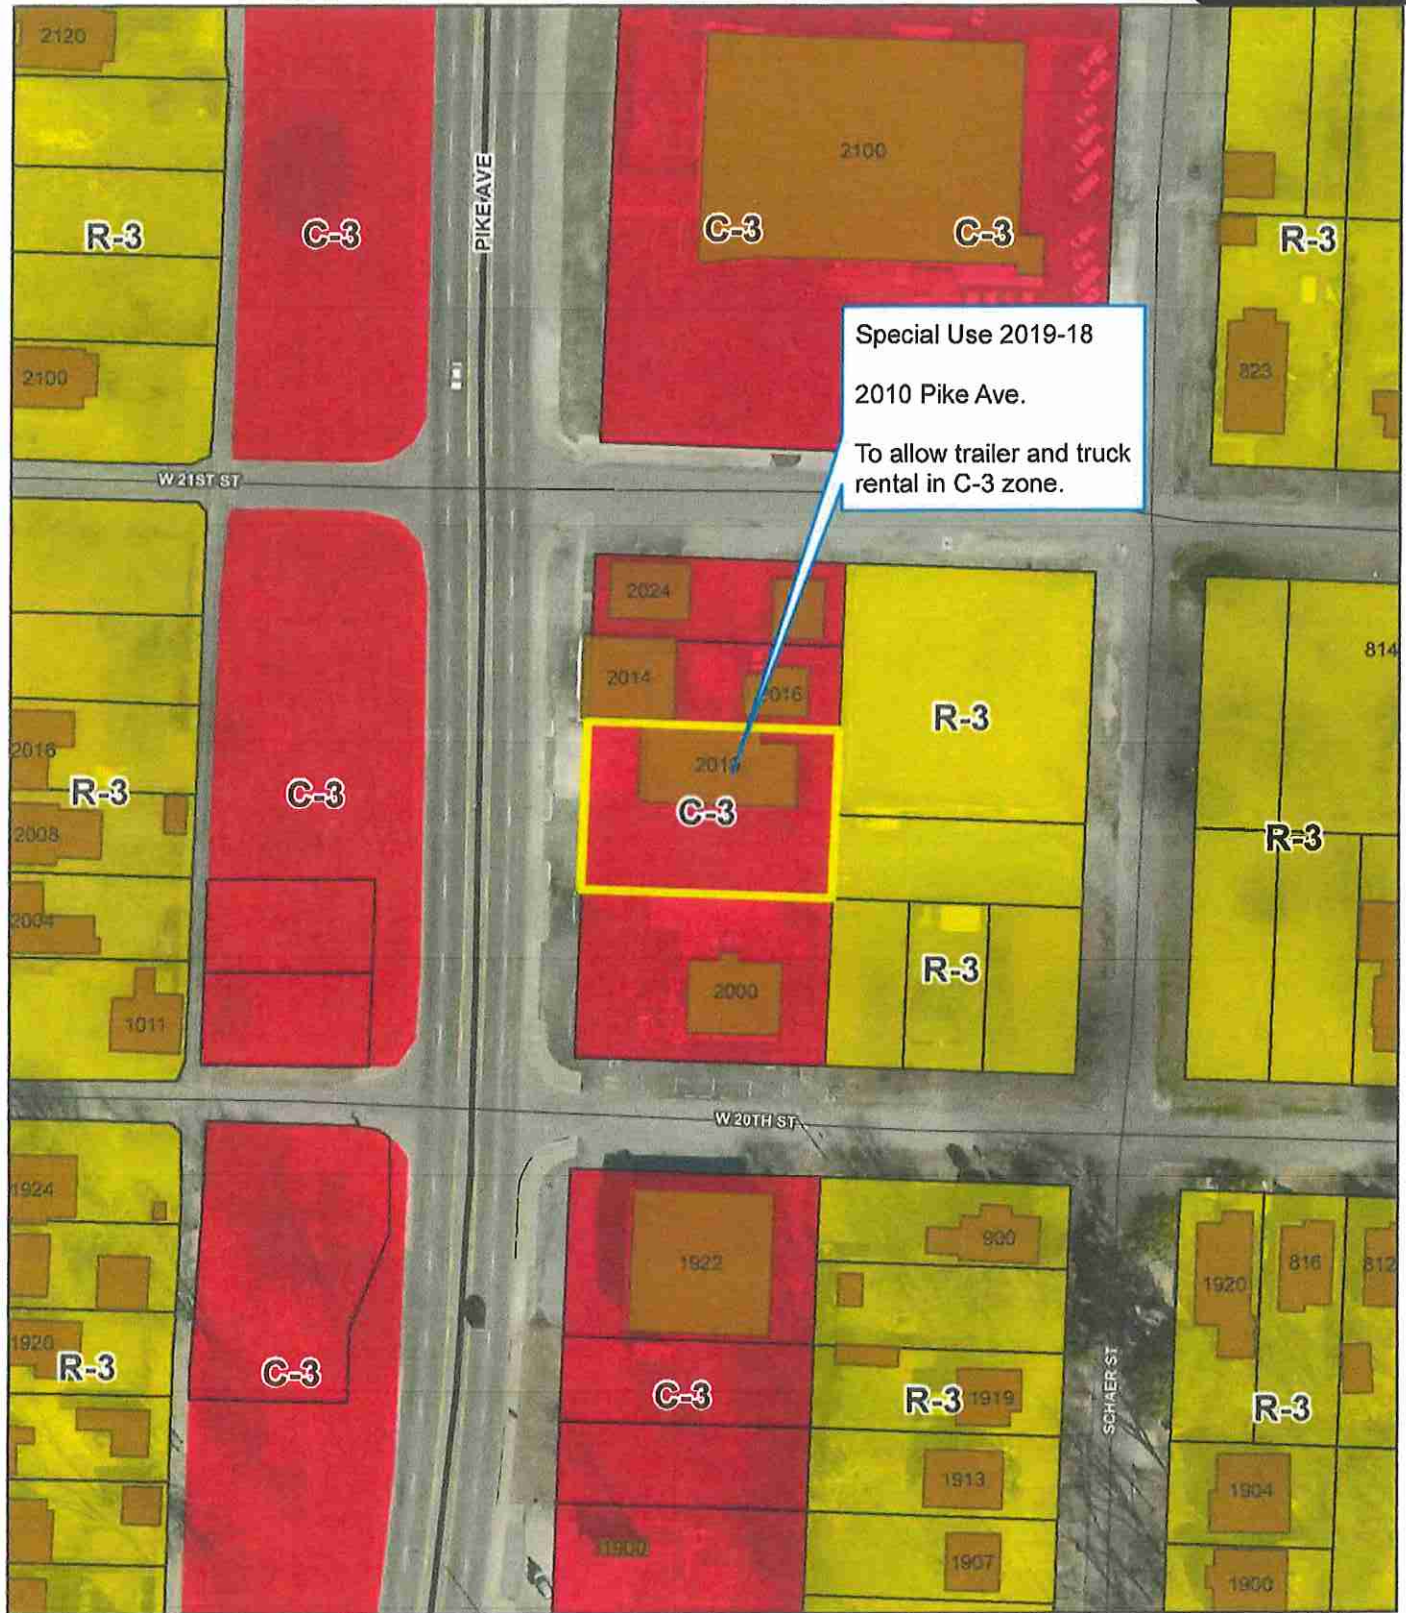 2120
2100
R-3
C-3
PIKE AVE
C-3
C-3
R-3
2100
823
Special Use 2019-18
2010 Pike Ave.
To allow trailer and truck
rental in C-3 zone.
W 21ST ST
2024
2014
2016
R-3
814
2016
R-3
C-3
C-3
R-3
2008
2004
R-3
2000
1011
W 20TH ST
1924
1922
900
1920
816
812
1920
R-3
C-3
C-3
R-3
1919
SCHAER ST
R-3
1913
1904
1900
1907
1900